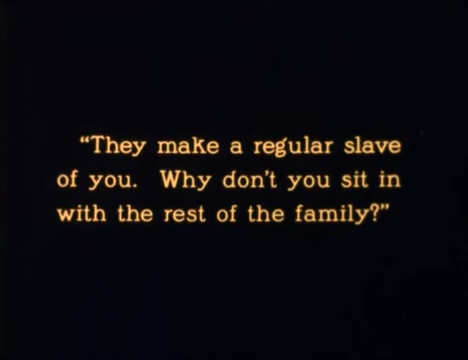 “They make a regular slave
of you.  Why don't you sit in
with the rest of the family?”